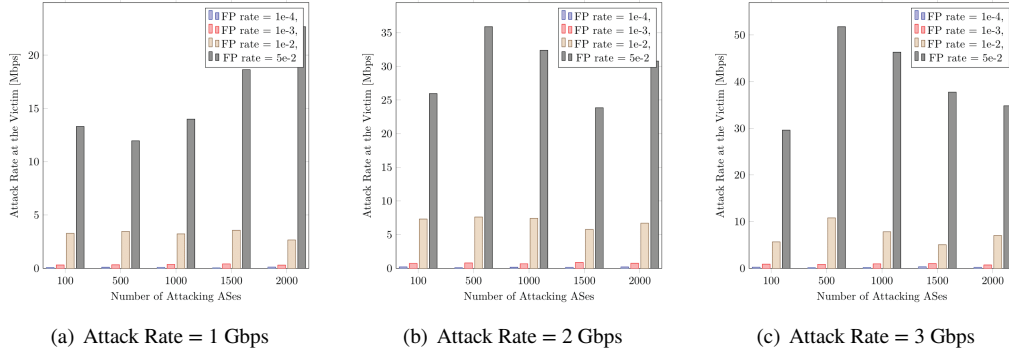 FP rate = 1e-4,
FP rate = 1e-3,
FP rate = 1e-2,
FP rate = 5e-2
Attack Rate at the Victim [Mbps]
20
15
10
5
0
100 500 1000 1500 2000
Number of Attacking ASes
(a) Attack Rate = 1 Gbps
FP rate = 1e-4,
FP rate = 1e-3,
FP rate = 1e-2,
FP rate = 5e-2
Attack Rate at the Victim [Mbps]
35
30
25
20
15
10
5
0
100 500 1000 1500 2000
Number of Attacking ASes
(b) Attack Rate = 2 Gbps
FP rate = 1e-4,
FP rate = 1e-3,
FP rate = 1e-2,
FP rate = 5e-2
Attack Rate at the Victim [Mbps]
50
40
30
20
10
0
100 500 1000 1500 2000
Number of Attacking ASes
(c) Attack Rate = 3 Gbps